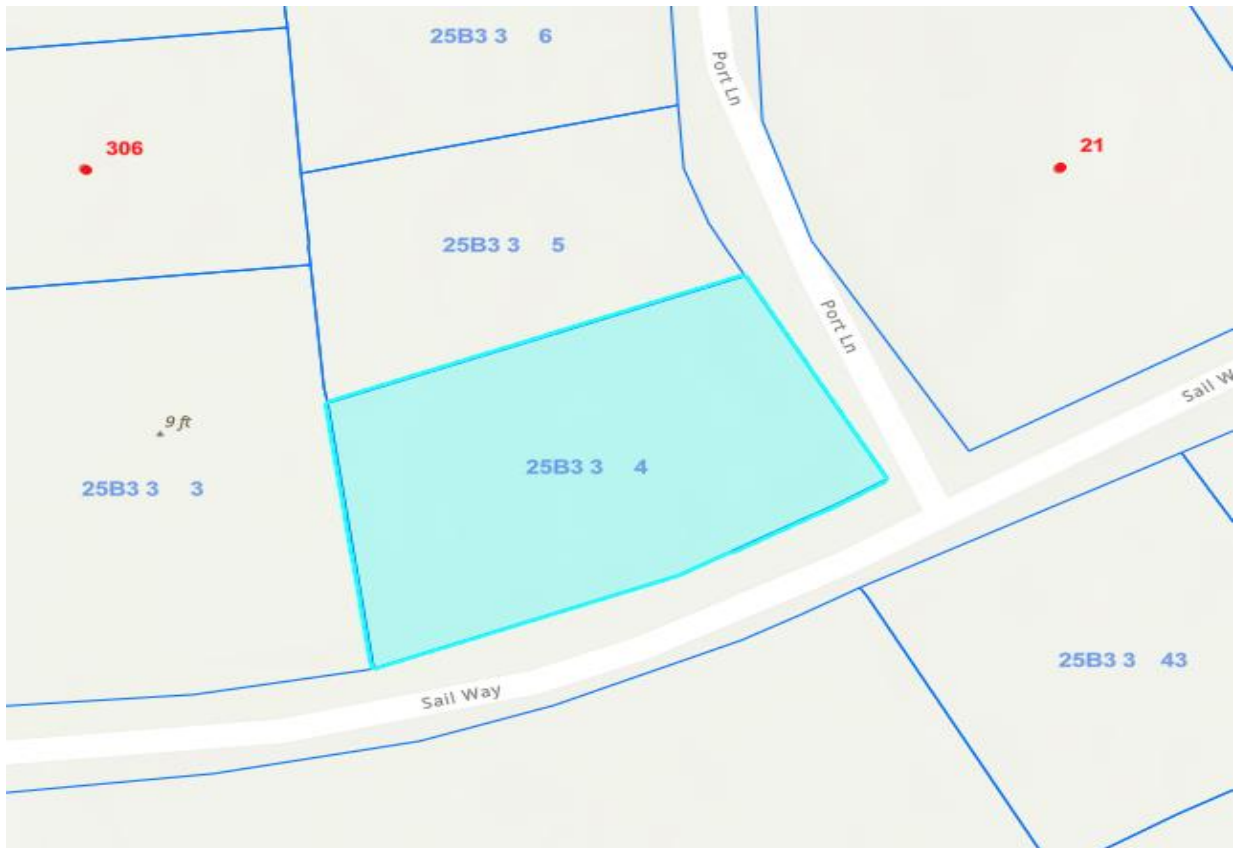 25B3 3 6
Port Ln
306
21
25B3 3 5
Port Ln
Sail W
9 ft
25B3 3 4
25B3 3 3
25B3 3 43
Sail Way